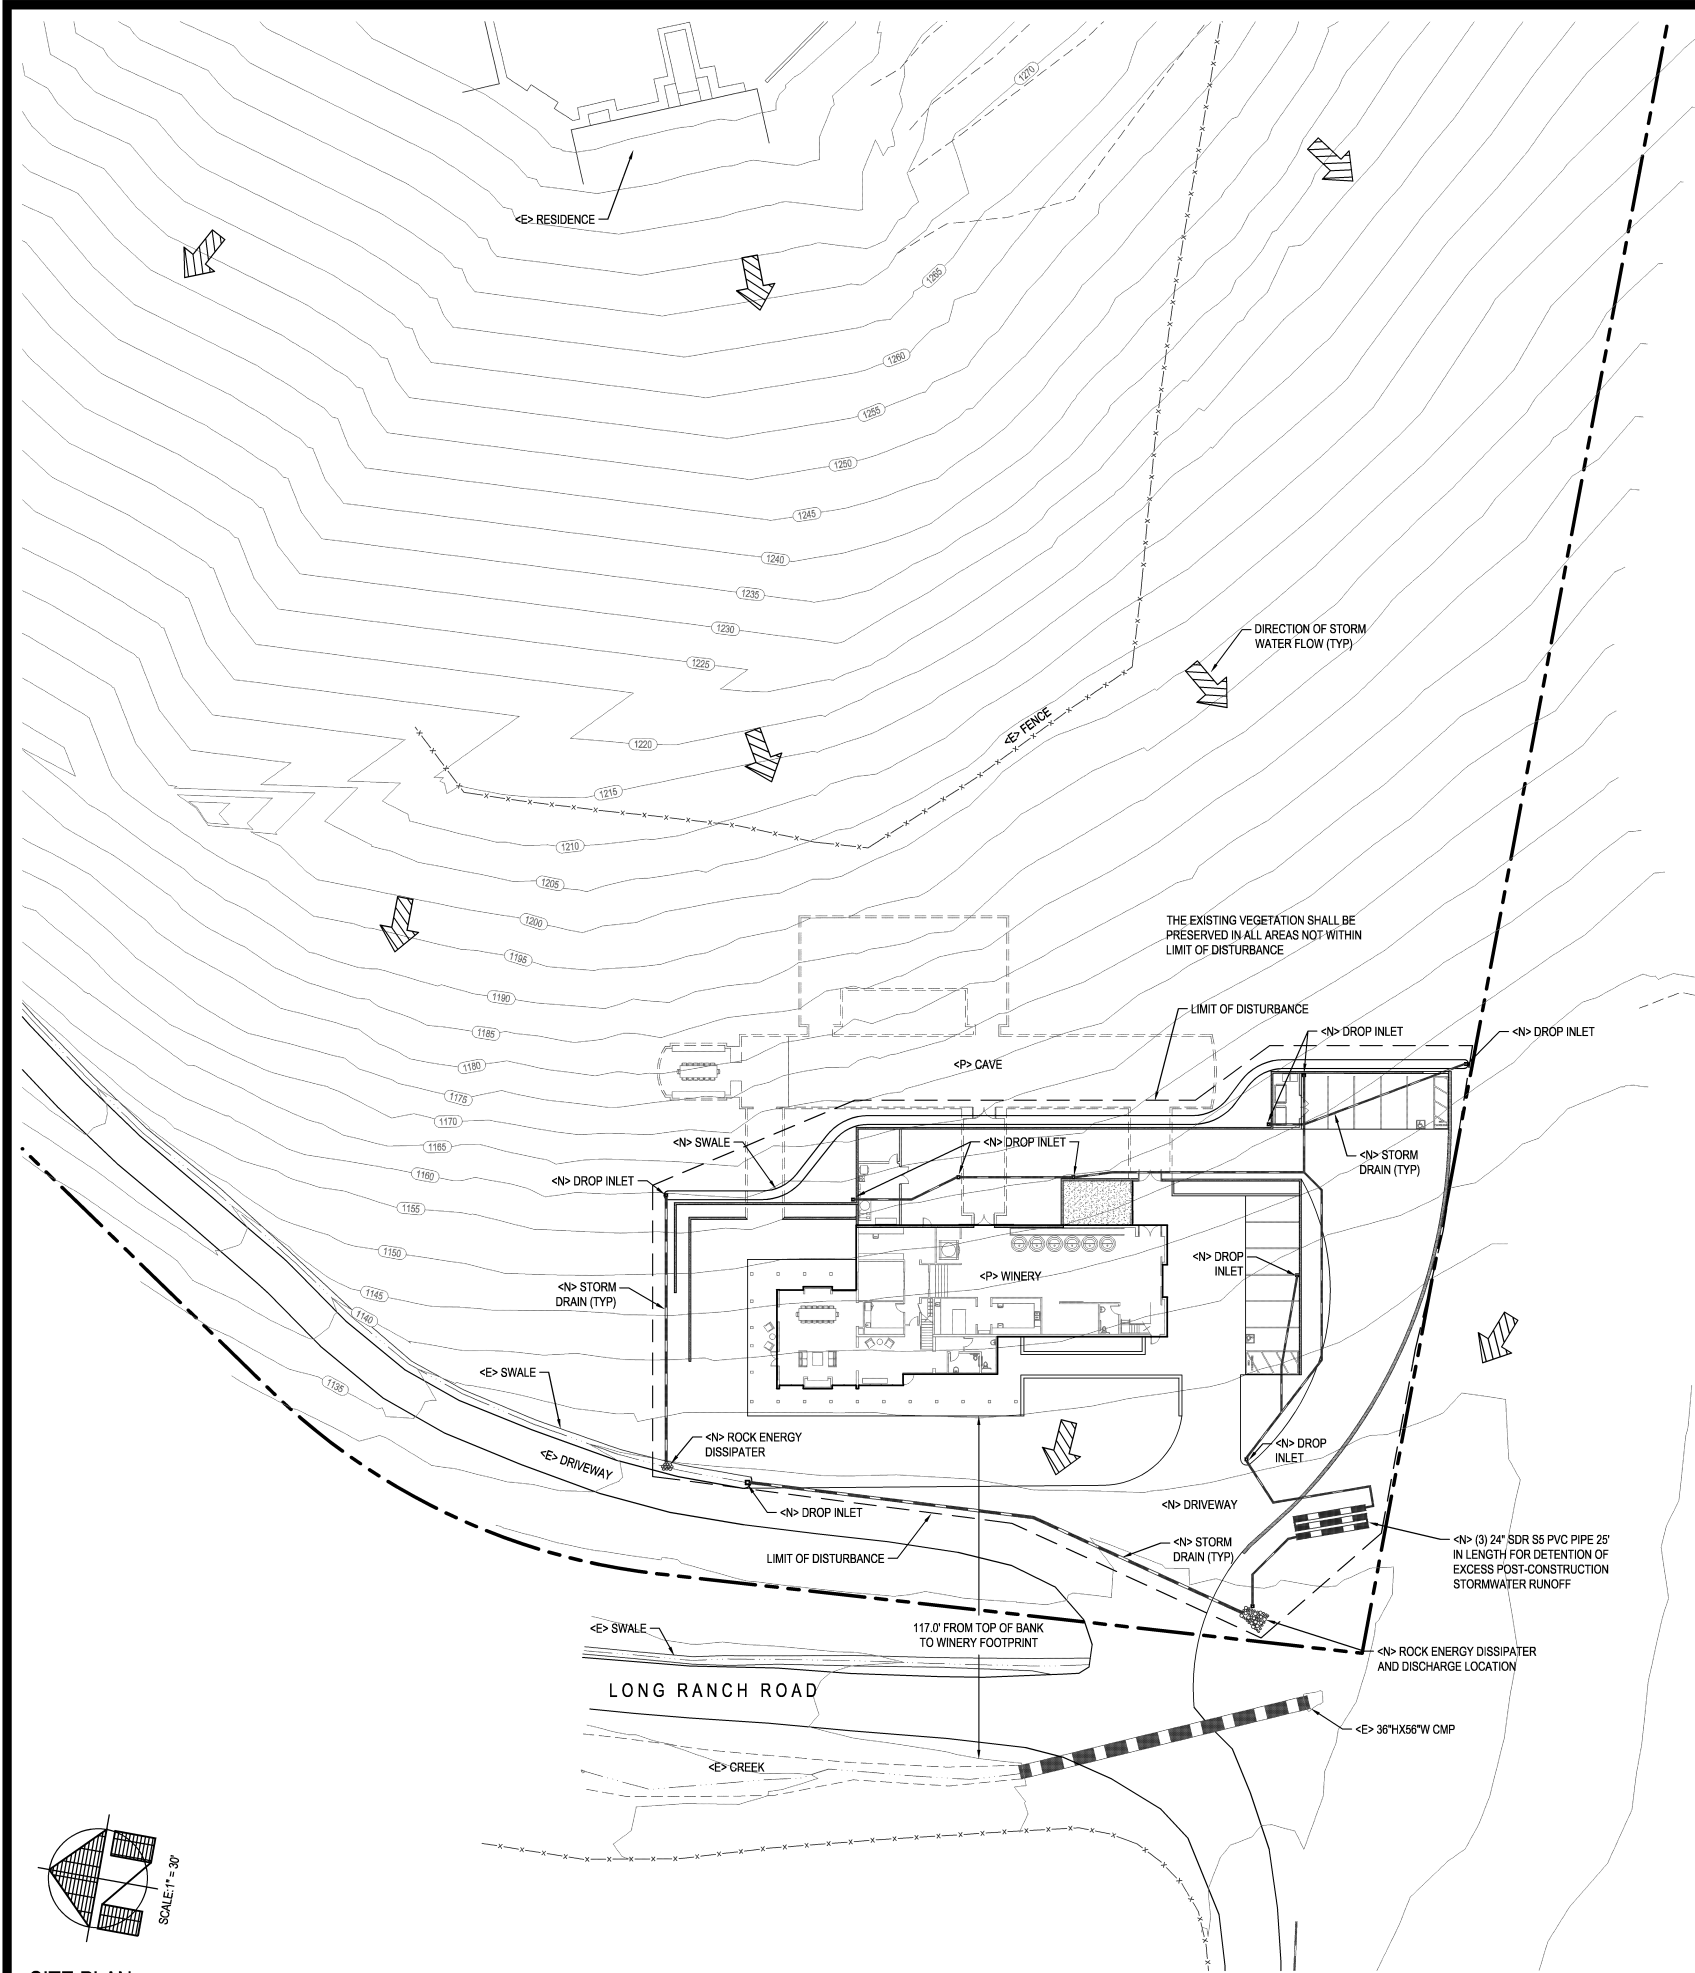 1270
<E> RESIDENCE
1265
1260
1255
1250
1245
1240
1235
1230
1225
DIRECTION OF STORM
WATER FLOW (TYP)
<E> FENCE
1220
1215
1210
1205
1200
1195
1190
1185
1180
1175
1170
1165
1160
1155
1150
1145
1140
1135
THE EXISTING VEGETATION SHALL BE
PRESERVED IN ALL AREAS NOT WITHIN
LIMIT OF DISTURBANCE
LIMIT OF DISTURBANCE
<N> DROP INLET
<N> DROP INLET
<P> CAVE
<N> SWALE
<N> DROP INLET
<N> STORM
DRAIN (TYP)
<N> DROP INLET
<N> DROP
INLET
<P> WINERY
<N> STORM
DRAIN (TYP)
<E> SWALE
<N> ROCK ENERGY
DISSIPATER
<N> DROP
INLET
<E> DRIVEWAY
<N> DRIVEWAY
<N> DROP INLET
<N> STORM
DRAIN (TYP)
<N> (3) 24" SDR S5 PVC PIPE 25'
IN LENGTH FOR DETENTION OF
EXCESS POST-CONSTRUCTION
STORMWATER RUNOFF
LIMIT OF DISTURBANCE
<E> SWALE
117.0' FROM TOP OF BANK
TO WINERY FOOTPRINT
<N> ROCK ENERGY DISSIPATER
AND DISCHARGE LOCATION
LONG RANCH ROAD
<E> 36"HX56"W CMP
<E> CREEK
SCALE:1" = 30'
SITE PLAN